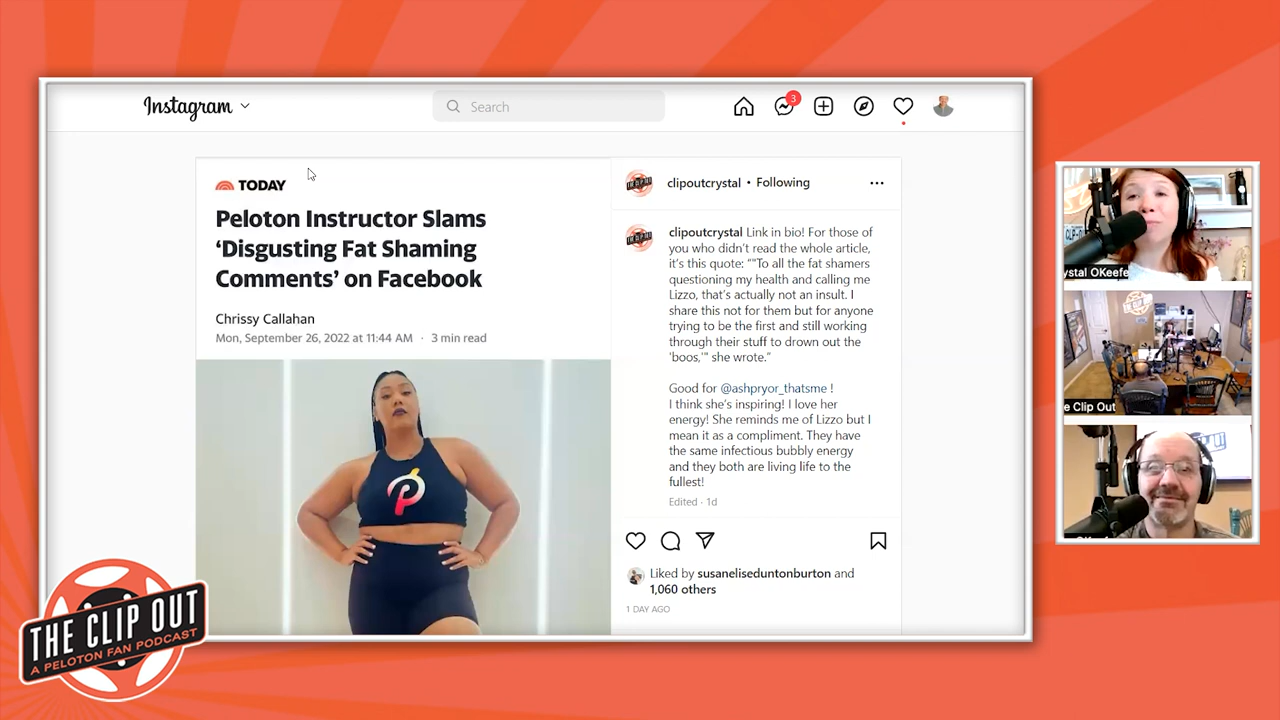 Instagram
Search
3
TODAY
Peloton Instructor Slams
‘Disgusting Fat Shaming
Comments’ on Facebook
Chrissy Callahan
Mon, September 26, 2022 at 11:44 AM · 3 min read
clipoutcrystal • Following
clipoutcrystal Link in bio! For those of
you who didn’t read the whole article,
it’s this quote: "“To all the fat shamers
questioning my health and calling me
Lizzo, that’s actually not an insult. I
share this not for them but for anyone
trying to be the first and still working
through their stuff to drown out the
‘boos,’" she wrote.”
Good for @ashpryor_thatsme !
I think she’s inspiring! I love her
energy! She reminds me of Lizzo but I
mean it as a compliment. They have
the same infectious bubbly energy
and they both are living life to the
fullest!
Edited · 1d
Liked by susaneliseduntonburton and
1,060 others
1 DAY AGO
ystal OKeefe
e Clip Out
THE CLIP OUT
A PELOTON FAN PODCAST